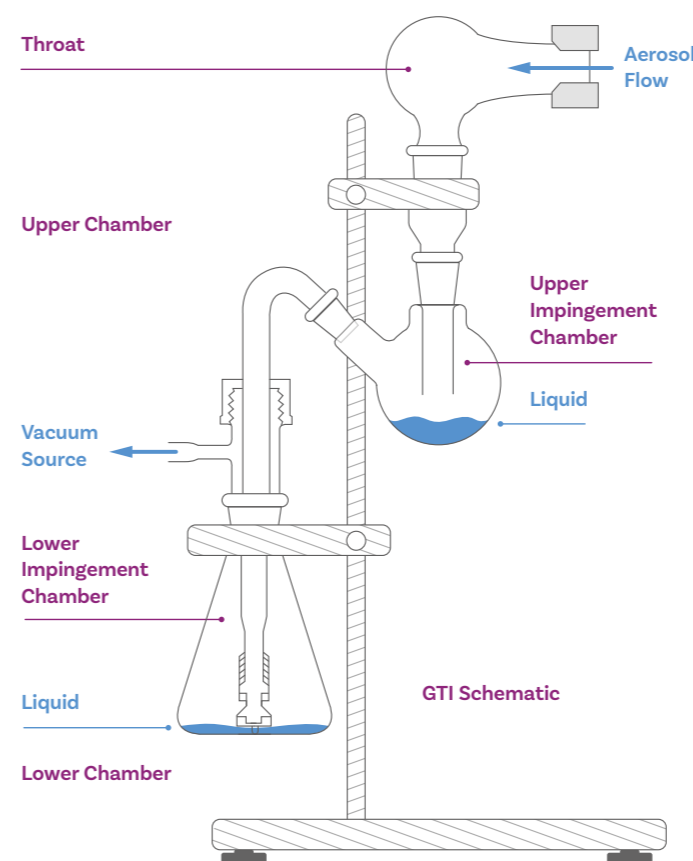 Throat
Aerosol
Flow
Upper Chamber
Upper
Impingement
Chamber
Liquid
Vacuum
Source
Lower
Impingement
Chamber
Liquid
GTI Schematic
Lower Chamber